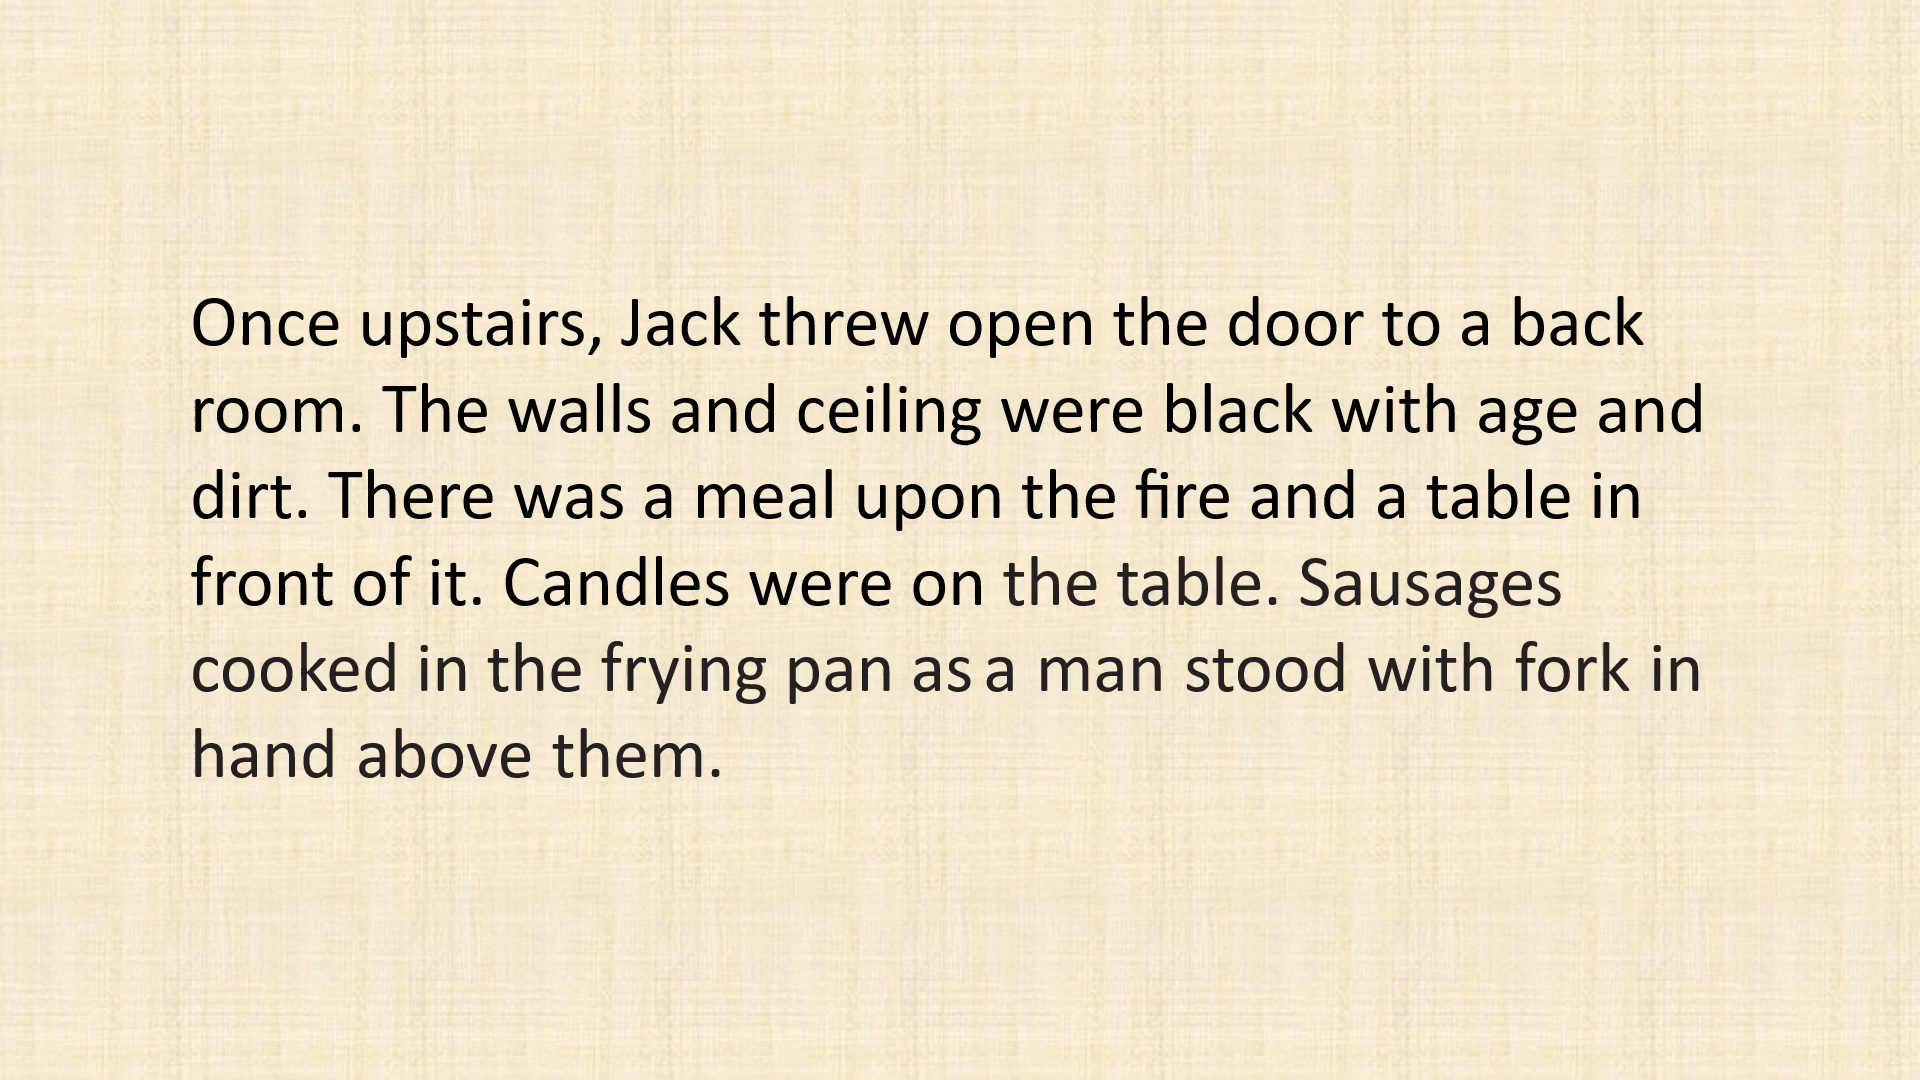 Once upstairs, Jack threw open the door to a back
room. The walls and ceiling were black with age and
dirt. There was a meal upon the fire and a table in
front of it. Candles were on the table. Sausages
cooked in the frying pan as a man stood with fork in
hand above them.